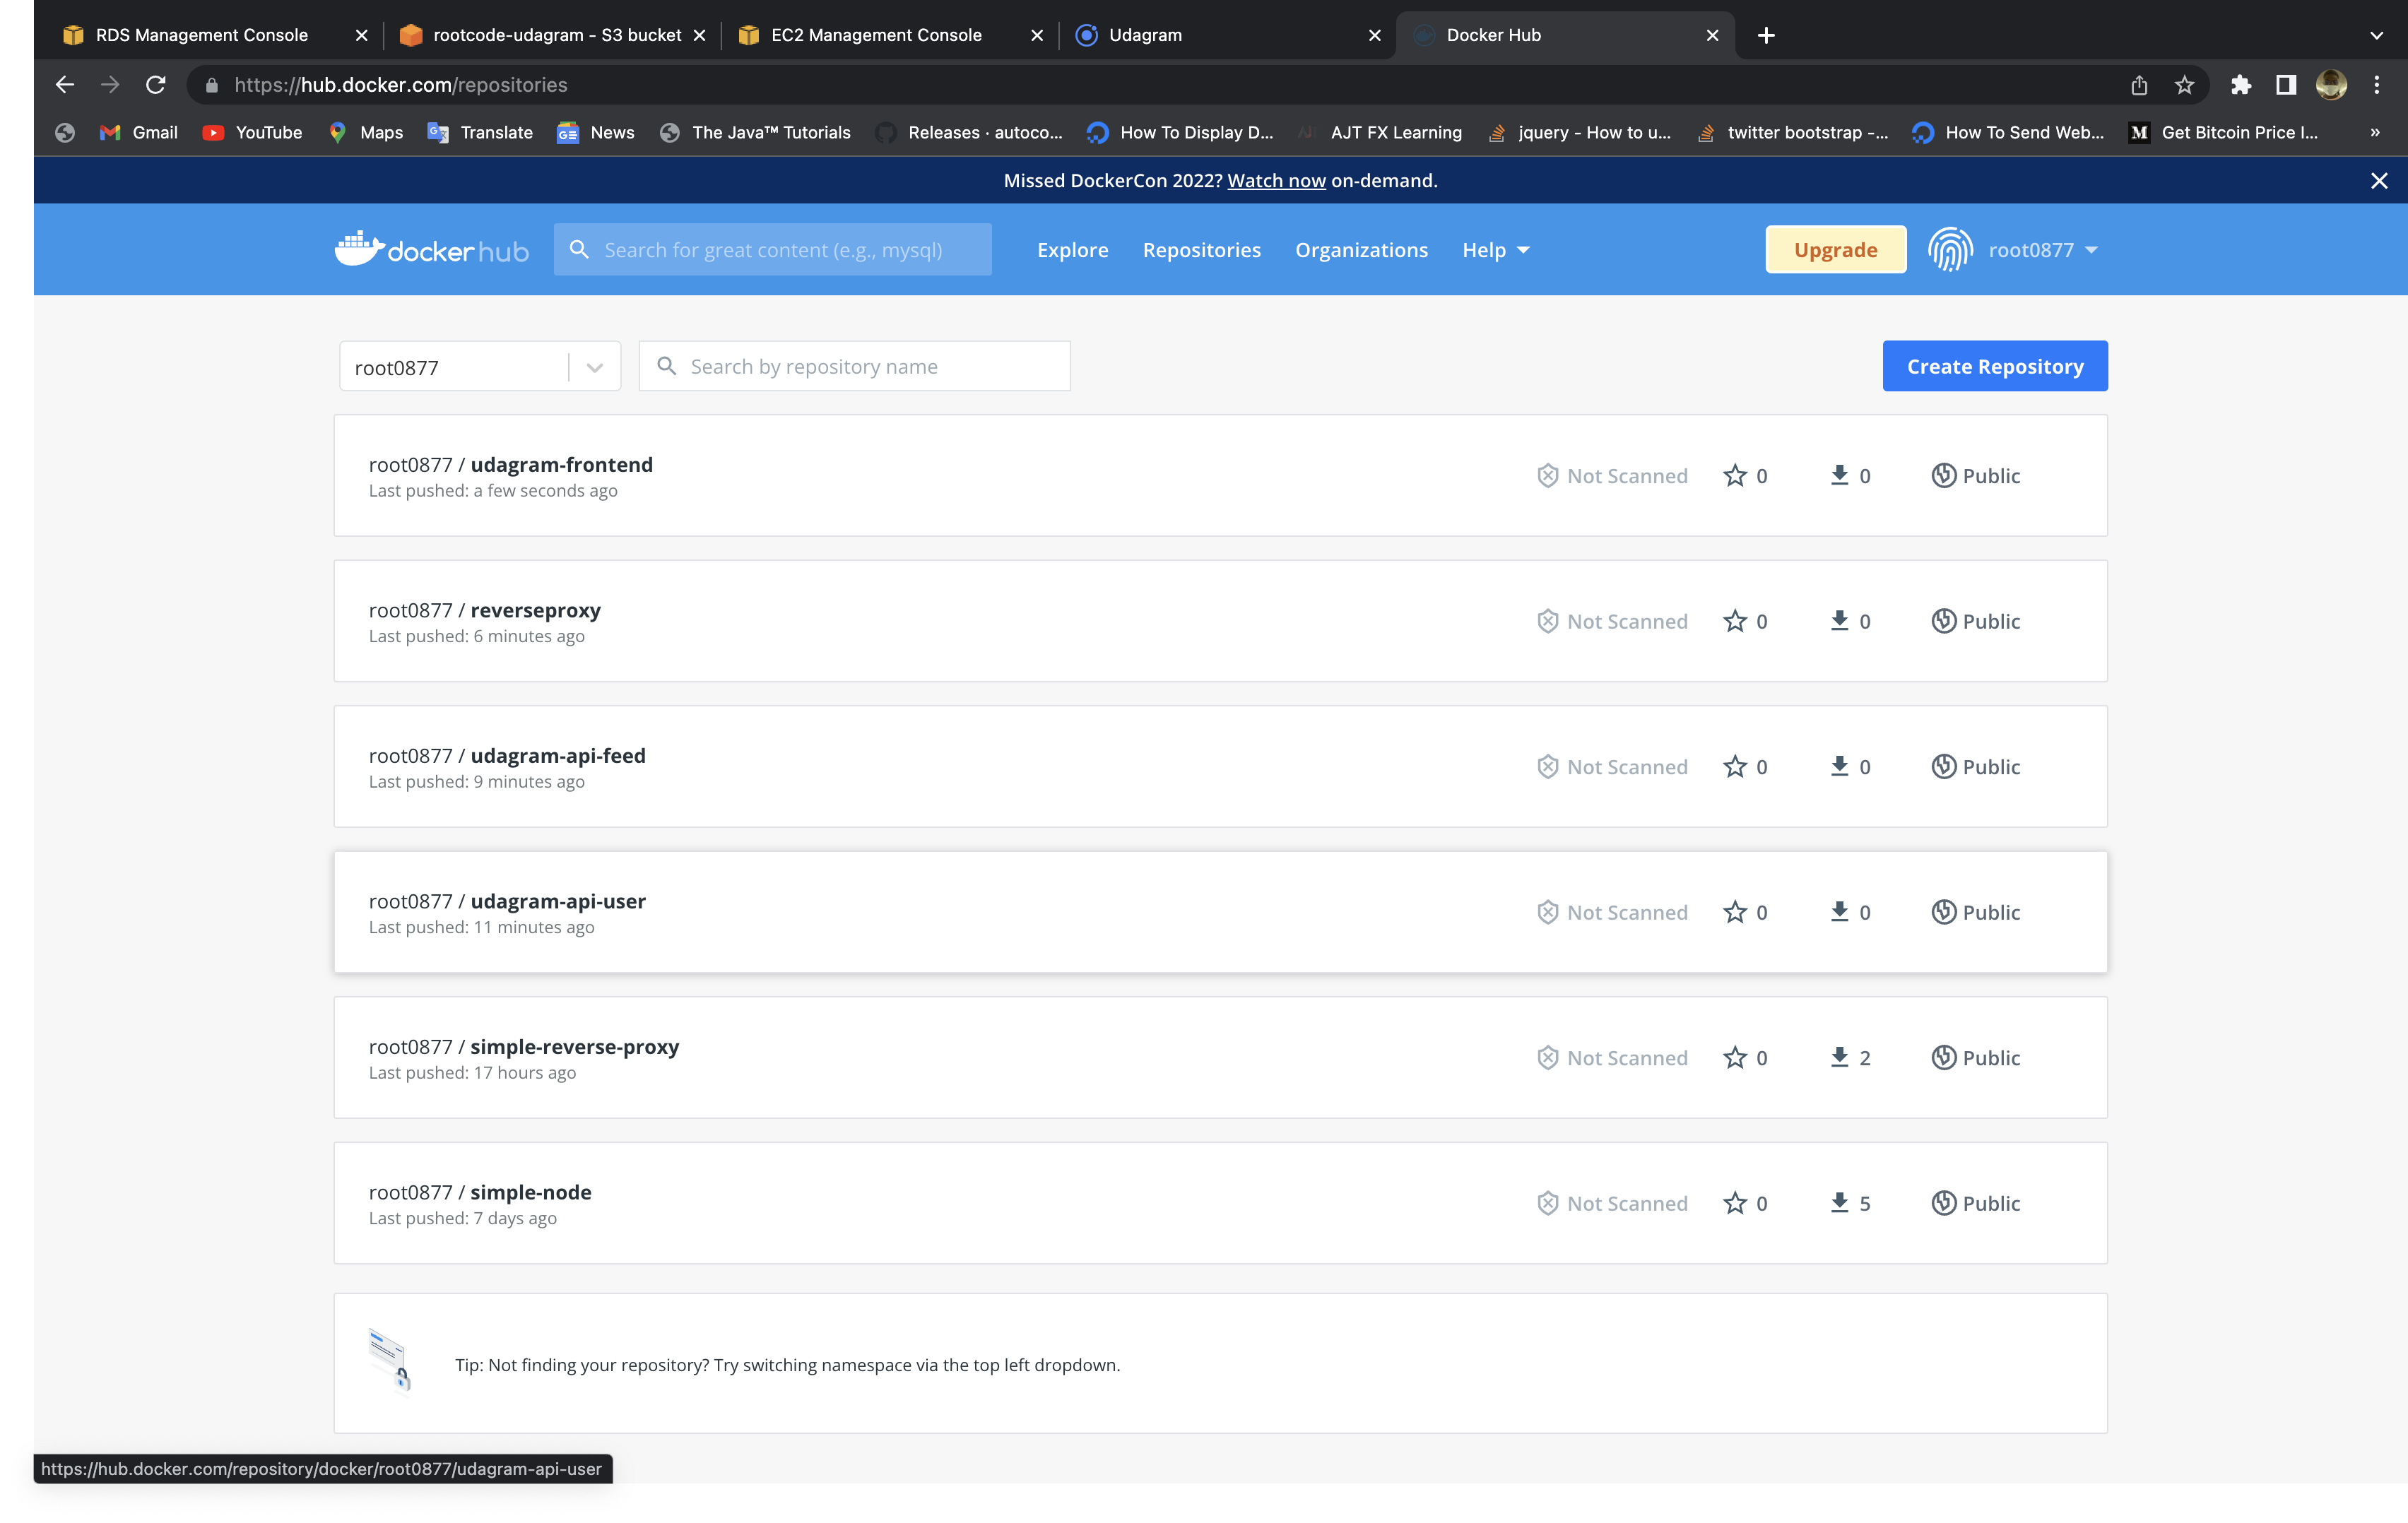 RDS Management Console
rootcode-udagram - S3 bucket
EC2 Management Console
Udagram
Docker Hub
https://hub.docker.com/repositories
Gmail
YouTube
Maps
Translate
News
The Java™ Tutorials
Releases · autoco...
How To Display D...
AJT FX Learning
jquery - How to u...
twitter bootstrap -...
How To Send Web...
Get Bitcoin Price I...
»
Missed DockerCon 2022? Watch now on-demand.
docker hub
Search for great content (e.g., mysql)
Explore
Repositories
Organizations
Help
Upgrade
root0877
root0877
Search by repository name
Create Repository
root0877 / udagram-frontend
Last pushed: a few seconds ago
Not Scanned
0
0
Public
root0877 / reverseproxy
Last pushed: 6 minutes ago
Not Scanned
0
0
Public
root0877 / udagram-api-feed
Last pushed: 9 minutes ago
Not Scanned
0
0
Public
root0877 / udagram-api-user
Last pushed: 11 minutes ago
Not Scanned
0
0
Public
root0877 / simple-reverse-proxy
Last pushed: 17 hours ago
Not Scanned
0
2
Public
root0877 / simple-node
Last pushed: 7 days ago
Not Scanned
0
5
Public
Tip: Not finding your repository? Try switching namespace via the top left dropdown.
https://hub.docker.com/repository/docker/root0877/udagram-api-user